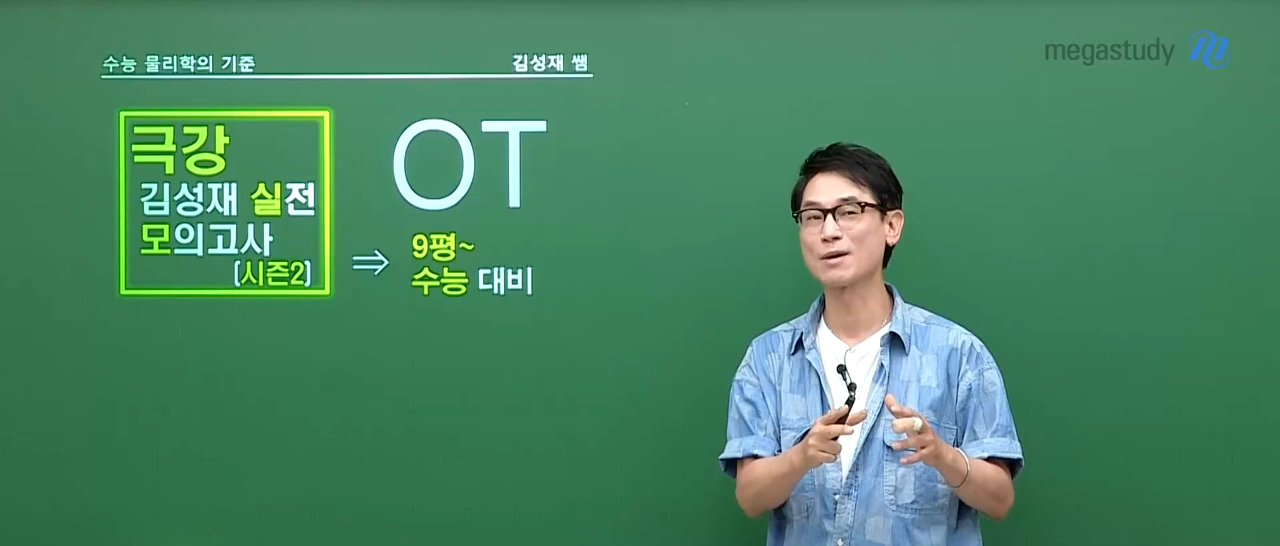 수능 물리학의 기준
김성재 쌤
megastudy
극강
김성재 실전
모의고사
(시즌2)
OT
⇒ 9평~
수능 대비